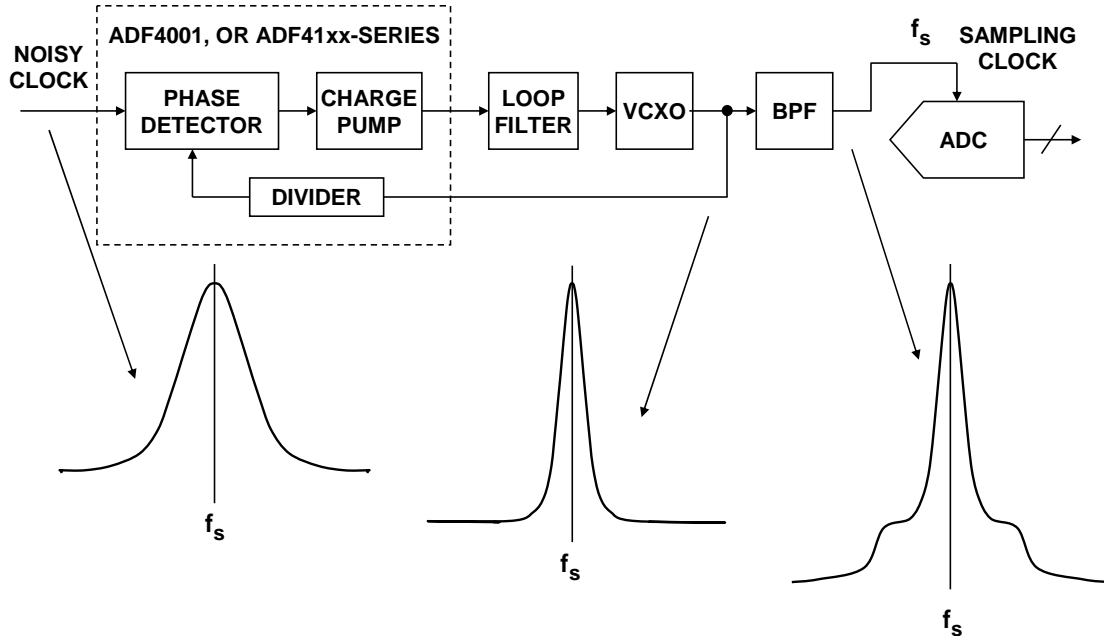 ADF4001, OR ADF41xx-SERIES
NOISY
CLOCK
PHASE
DETECTOR
CHARGE
PUMP
LOOP
FILTER
VCXO
BPF
fs
SAMPLING
CLOCK
ADC
DIVIDER
fs
fs
fs